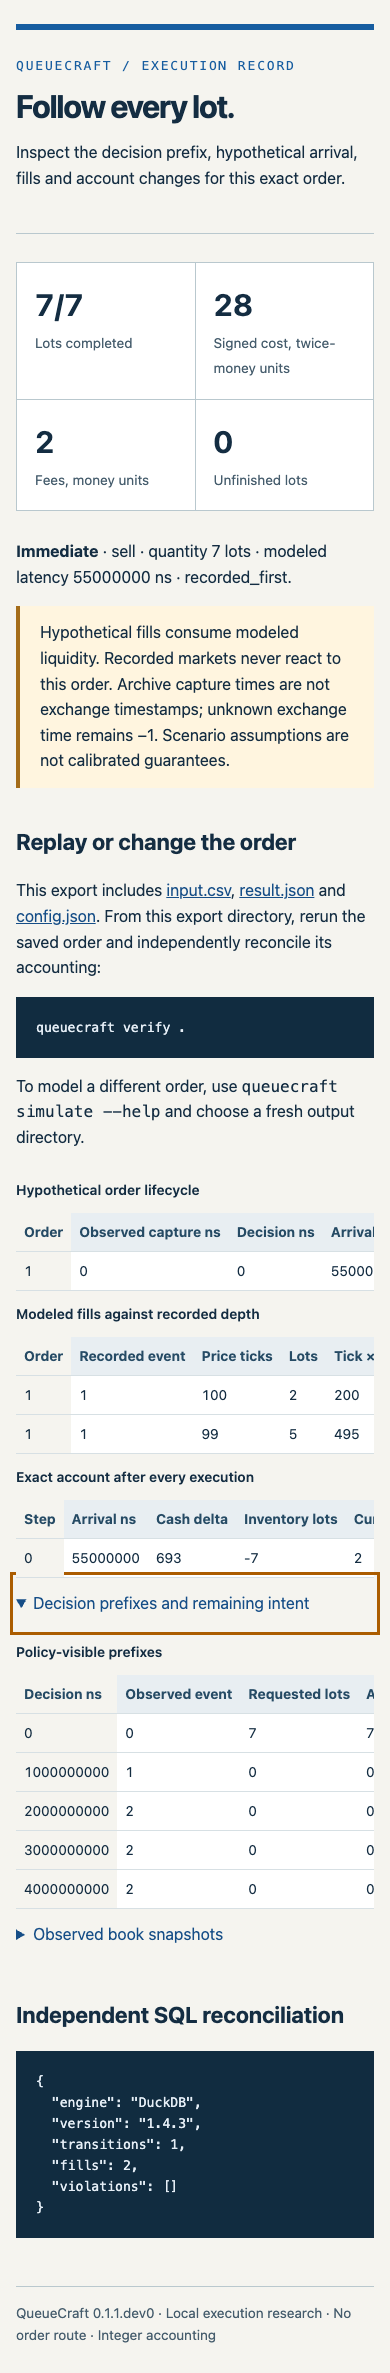 QUEUECRAFT / EXECUTION RECORD
Follow every lot.
Inspect the decision prefix, hypothetical arrival,
fills and account changes for this exact order.
7/7
Lots completed
28
Signed cost, twice-
money units
2
Fees, money units
0
Unfinished lots
Immediate · sell · quantity 7 lots · modeled
latency 55000000 ns · recorded_first.
Hypothetical fills consume modeled
liquidity. Recorded markets never react to
this order. Archive capture times are not
exchange timestamps; unknown exchange
time remains −1. Scenario assumptions are
not calibrated guarantees.
Replay or change the order
This export includes input.csv, result.json and
config.json. From this export directory, rerun the
saved order and independently reconcile its
accounting:
queuecraft verify .
To model a different order, use queuecraft
simulate --help and choose a fresh output
directory.
Hypothetical order lifecycle
Order Observed capture ns Decision ns Arrival
1 0 0 55000
Modeled fills against recorded depth
Order Recorded event Price ticks Lots Tick ×
1 1 100 2 200
1 1 99 5 495
Exact account after every execution
Step Arrival ns Cash delta Inventory lots Cu
0 55000000 693 -7 2
▼ Decision prefixes and remaining intent
Policy-visible prefixes
Decision ns Observed event Requested lots A
0 0 7 7
1000000000 1 0 0
2000000000 2 0 0
3000000000 2 0 0
4000000000 2 0 0
▶ Observed book snapshots
Independent SQL reconciliation
{
"engine": "DuckDB",
"version": "1.4.3",
"transitions": 1,
"fills": 2,
"violations": []
}
QueueCraft 0.1.1.dev0 · Local execution research · No
order route · Integer accounting